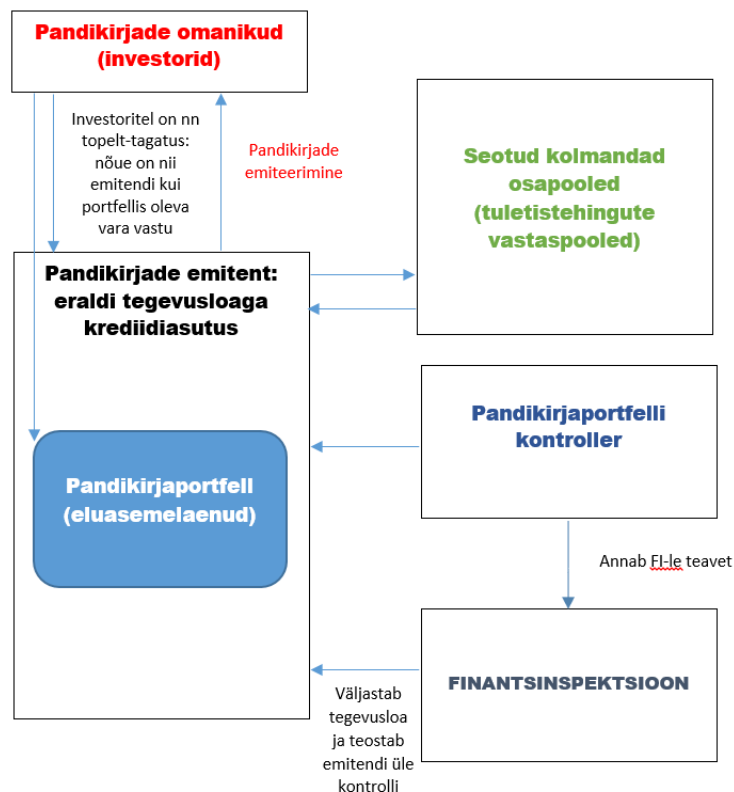 Pandikirjade omanikud
(investorid)
Investoritel on nn
topelt-tagatus:
nõue on nii
emitendi kui
portfellis oleva
vara vastu
Pandikirjade
emiteerimine
Seotud kolmandad
osapooled
(tuletistehingute
vastaspooled)
Pandikirjade emitent:
eraldi tegevusloaga
krediidiasutus
Pandikirjaportfelli
kontroller
Pandikirjaportfell
(eluasemelaenud)
Annab FI-le teavet
FINANTSINSPEKTSIOON
Väljastab
tegevusloa
ja teostab
emitendi üle
kontrolli